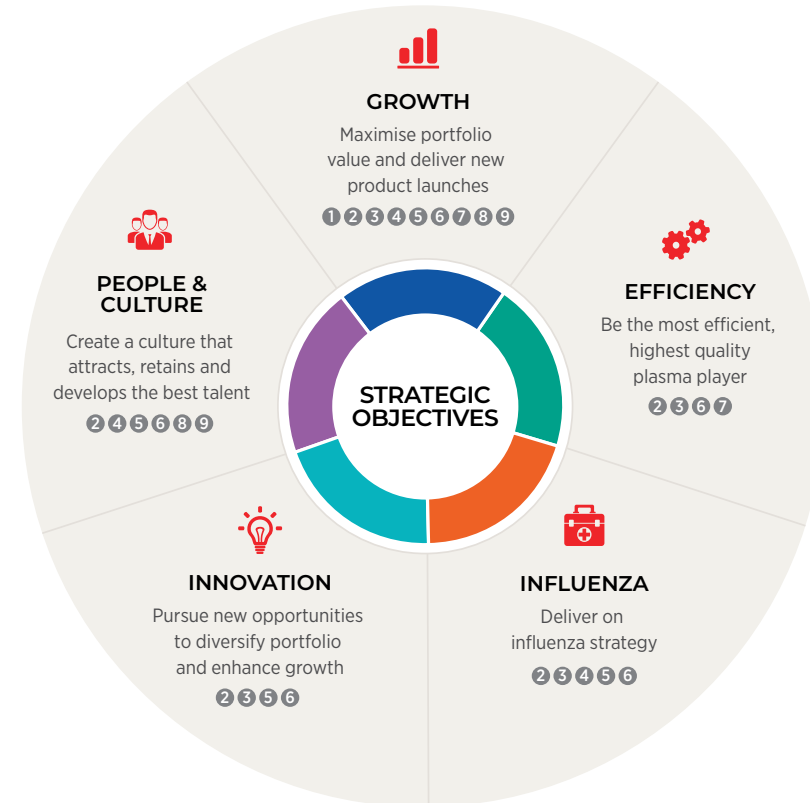 GROWTH
Maximise portfolio
value and deliver new
product launches
1 2 3 4 5 6 7 8 9
EFFICIENCY
Be the most efficient,
highest quality
plasma player
2 3 6 7
INFLUENZA
Deliver on
influenza strategy
2 3 4 5 6
INNOVATION
Pursue new opportunities
to diversify portfolio
and enhance growth
2 3 5 6
PEOPLE &
CULTURE
Create a culture that
attracts, retains and
develops the best talent
2 4 5 6 8 9
STRATEGIC
OBJECTIVES